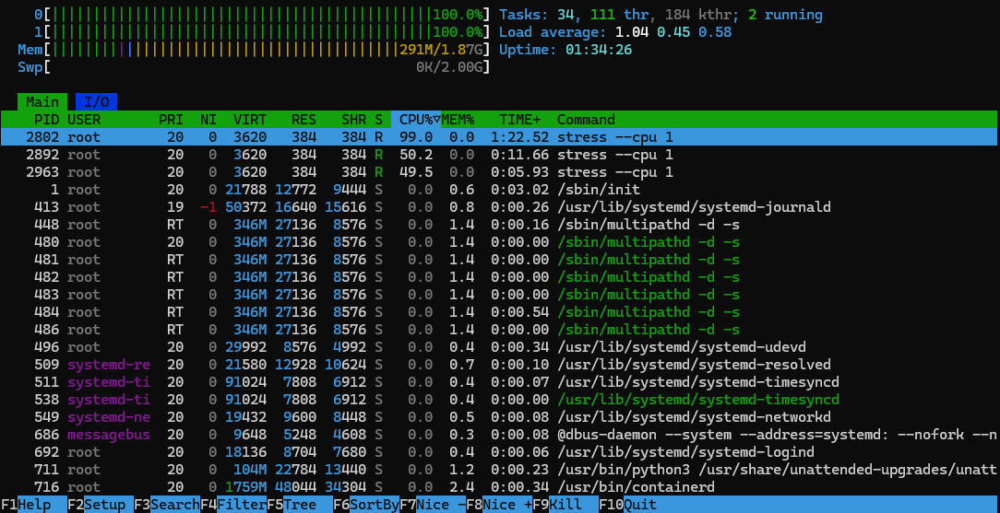 0[||||||||||||||||||||||||||||||||||||||||||||||100.0%] Tasks: 34, 111 thr, 184 kthr; 2 running
1[||||||||||||||||||||||||||||||||||||||||||||||100.0%] Load average: 1.04 0.45 0.58
Mem[||||||||||||||||||||||||||||||||||||||||||291M/1.87G] Uptime: 01:34:26
Swp[ 0K/2.00G]
Main I/O
PID USER PRI NI VIRT RES SHR S CPU%▽MEM% TIME+ Command
2802 root 20 0 3620 384 384 R 99.0 0.0 1:22.52 stress --cpu 1
2892 root 20 0 3620 384 384 R 50.2 0.0 0:11.66 stress --cpu 1
2963 root 20 0 3620 384 384 R 49.5 0.0 0:05.93 stress --cpu 1
1 root 20 0 21788 12772 9444 S 0.0 0.6 0:03.02 /sbin/init
413 root 19 -1 50372 16640 15616 S 0.0 0.8 0:00.26 /usr/lib/systemd/systemd-journald
448 root RT 0 346M 27136 8576 S 0.0 1.4 0:00.16 /sbin/multipathd -d -s
480 root 20 0 346M 27136 8576 S 0.0 1.4 0:00.00 /sbin/multipathd -d -s
481 root RT 0 346M 27136 8576 S 0.0 1.4 0:00.00 /sbin/multipathd -d -s
482 root RT 0 346M 27136 8576 S 0.0 1.4 0:00.00 /sbin/multipathd -d -s
483 root RT 0 346M 27136 8576 S 0.0 1.4 0:00.00 /sbin/multipathd -d -s
484 root RT 0 346M 27136 8576 S 0.0 1.4 0:00.54 /sbin/multipathd -d -s
486 root RT 0 346M 27136 8576 S 0.0 1.4 0:00.00 /sbin/multipathd -d -s
496 root 20 0 29992 8576 4992 S 0.0 0.4 0:00.34 /usr/lib/systemd/systemd-udevd
509 systemd-re 20 0 21580 12928 10624 S 0.0 0.7 0:00.10 /usr/lib/systemd/systemd-resolved
511 systemd-ti 20 0 91024 7808 6912 S 0.0 0.4 0:00.07 /usr/lib/systemd/systemd-timesyncd
538 systemd-ti 20 0 91024 7808 6912 S 0.0 0.4 0:00.00 /usr/lib/systemd/systemd-timesyncd
549 systemd-ne 20 0 19432 9600 8448 S 0.0 0.5 0:00.08 /usr/lib/systemd/systemd-networkd
686 messagebus 20 0 9648 5248 4608 S 0.0 0.3 0:00.08 @dbus-daemon --system --address=systemd: --nofork --n
692 root 20 0 18136 8704 7680 S 0.0 0.4 0:00.06 /usr/lib/systemd/systemd-logind
711 root 20 0 104M 22784 13440 S 0.0 1.2 0:00.23 /usr/bin/python3 /usr/share/unattended-upgrades/unatt
716 root 20 0 1759M 48044 34304 S 0.0 2.4 0:00.34 /usr/bin/containerd
F1Help F2Setup F3SearchF4FilterF5Tree F6SortByF7Nice -F8Nice +F9Kill F10Quit